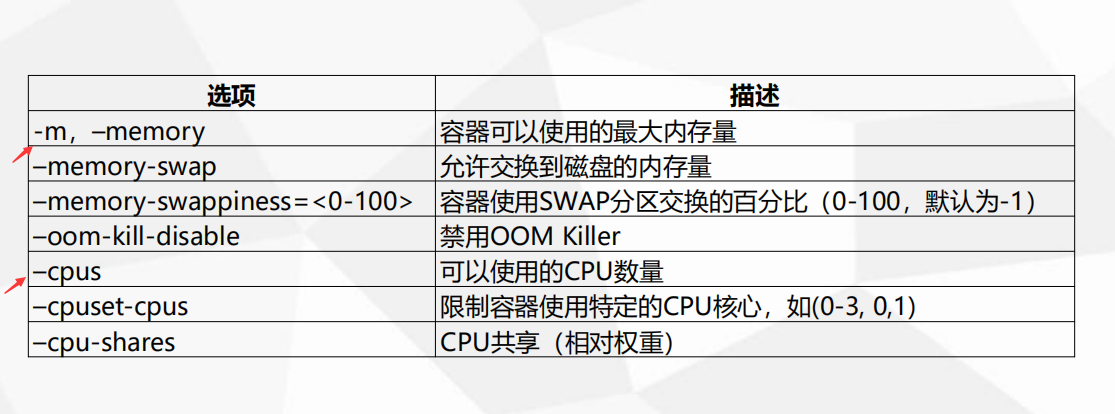 选项 描述
-m，–memory 容器可以使用的最大内存量
–memory-swap 允许交换到磁盘的内存量
–memory-swappiness=<0-100> 容器使用SWAP分区交换的百分比（0-100，默认为-1）
–oom-kill-disable 禁用OOM Killer
–cpus 可以使用的CPU数量
–cpuset-cpus 限制容器使用特定的CPU核心，如(0-3, 0,1)
–cpu-shares CPU共享（相对权重）